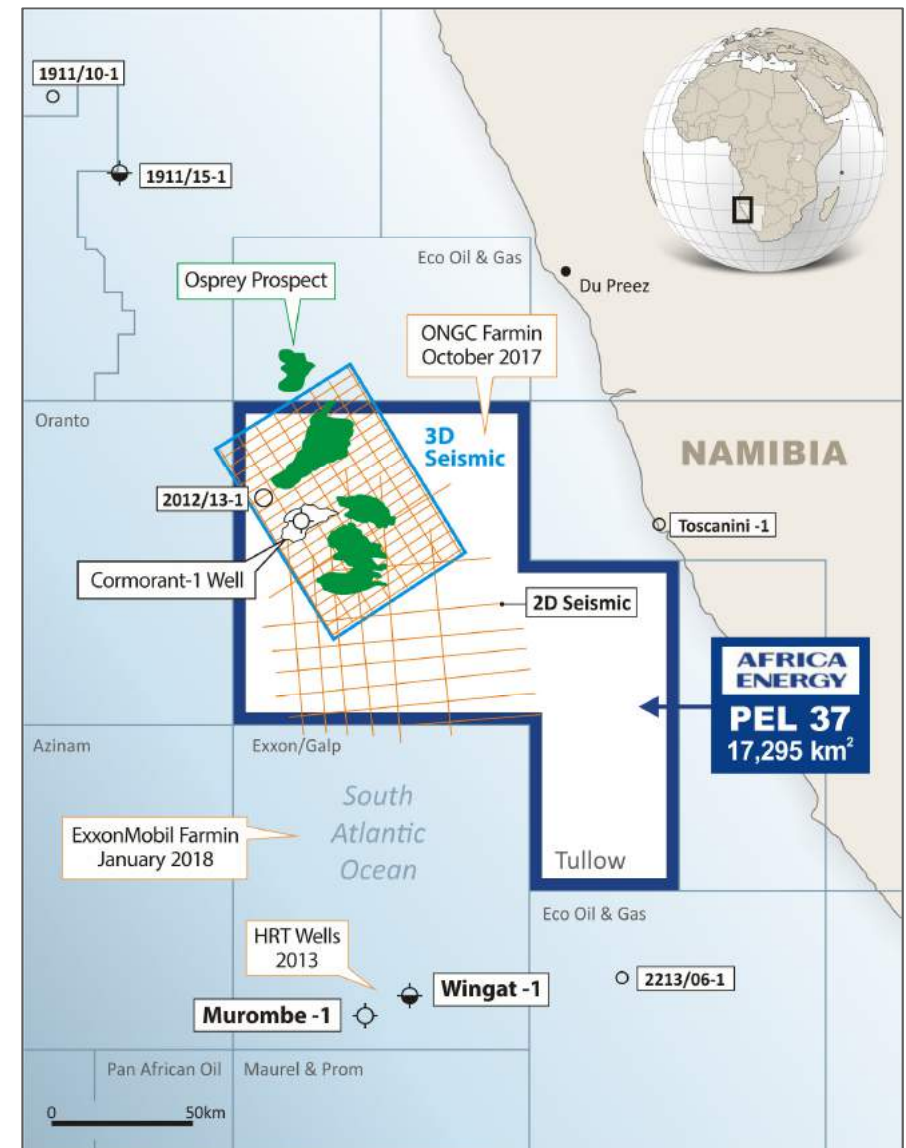 1911/10-1
1911/15-1
Eco Oil & Gas
Du Preez
Osprey Prospect
ONGC Farmin
October 2017
Oranto
3D
Seismic
NAMIBIA
2012/13-1
Toscanini -1
Cormorant-1 Well
2D Seismic
AFRICA
ENERGY
PEL 37
17,295 km²
Azinam
Exxon/Galp
South
Atlantic
Ocean
ExxonMobil Farmin
January 2018
Tullow
Eco Oil & Gas
HRT Wells
2013
Wingat -1
2213/06-1
Murombe -1
Pan African Oil
Maurel & Prom
0 50km